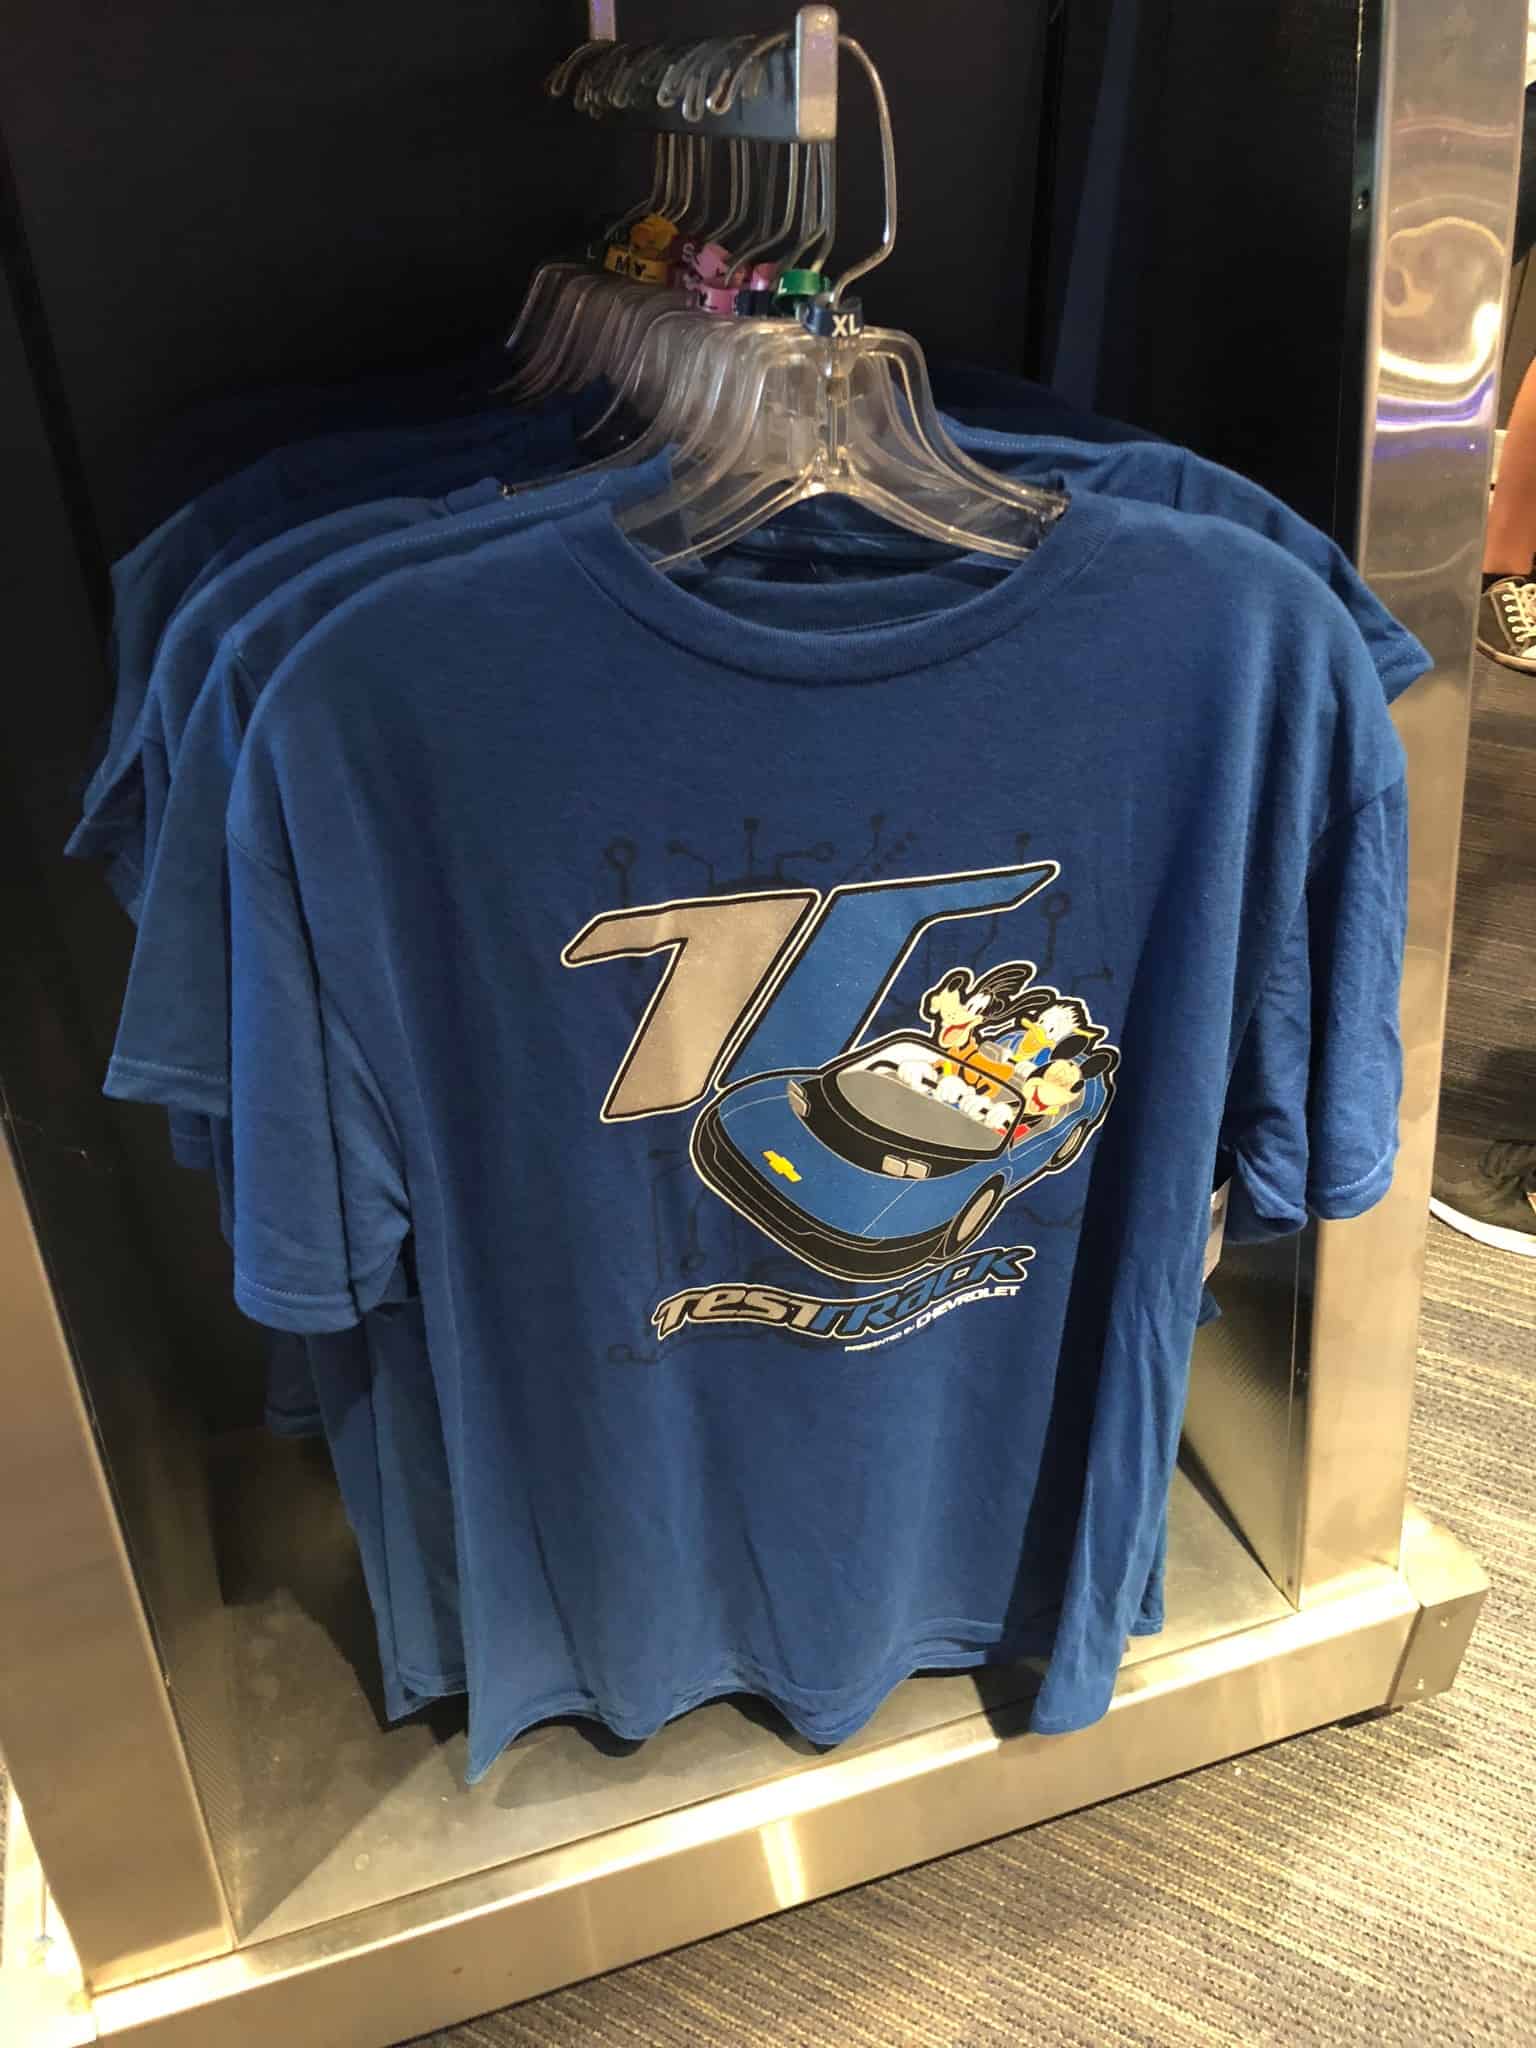 L
M
S
L
XL
TT
TEST TRACK
PRESENTED BY CHEVROLET